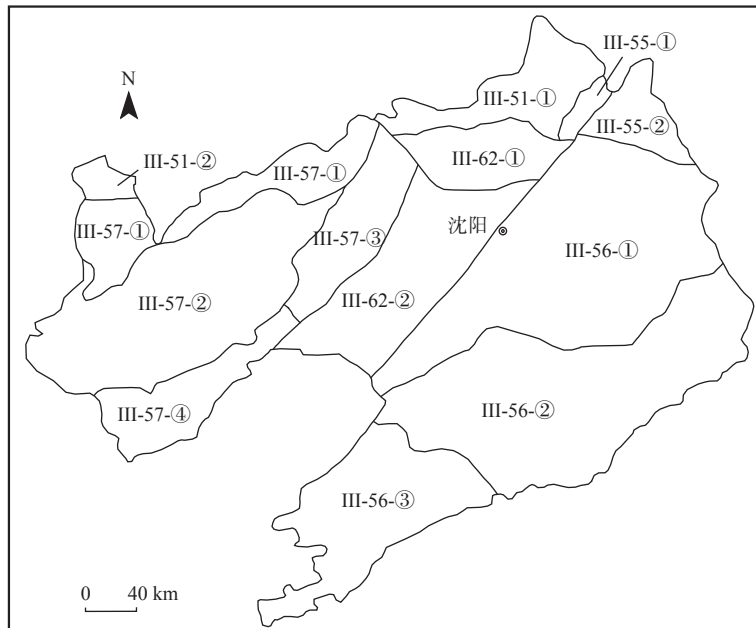 III-55-①
N
III-51-①
III-55-②
III-51-②
III-57-①
III-62-①
III-57-①
III-57-③
沈阳
III-56-①
III-57-②
III-62-②
III-57-④
III-56-②
III-56-③
0 40 km